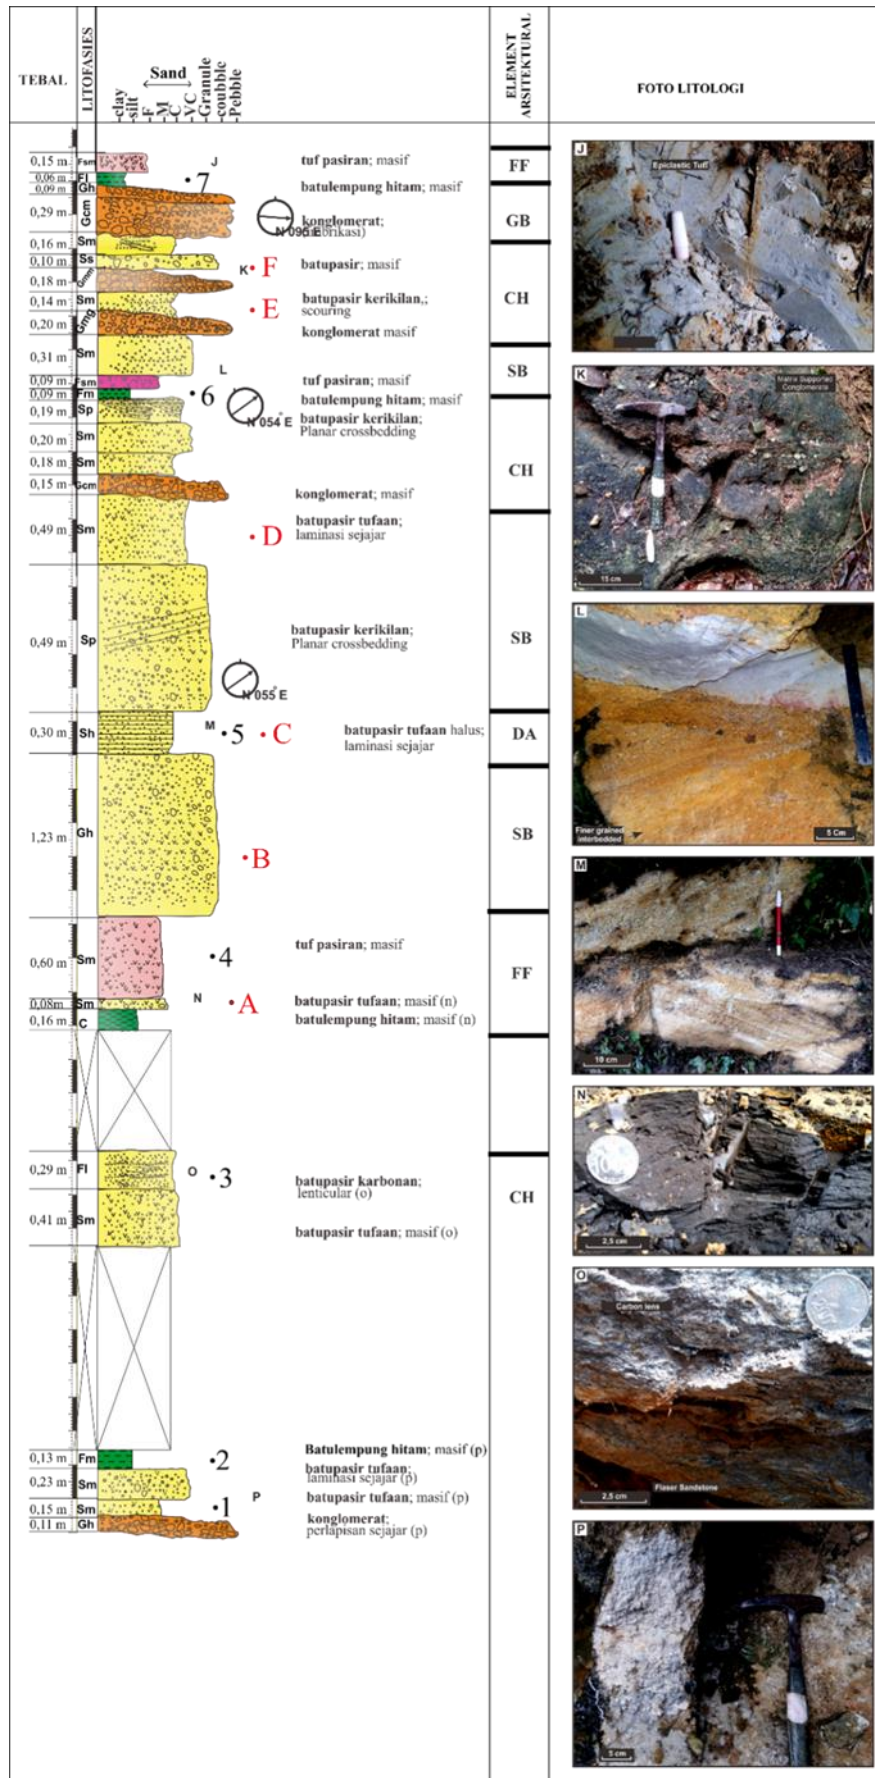 TEBAL
LITOFASIES
Sand
clay
silt
F
M
C
VC
Granule
coubblc
Pebble
ELEMENT
ARSITEKTURAL
FOTO LITOLOGI
0,15 m
Fsm
J
tuf pasiran; masif
FF
0,06 m
Fl
7
0,09 m
Gh
batulempung hitam; masif
0,29 m
Gcm
konglomerat;
N 095 E
GB
0,16 m
Sm
0,10 m
Ss
K
F
batupasir; masif
0,18 m
Gmm
0,14 m
Sm
E
batupasir kerikilan,;
scouring
CH
0,20 m
Gmg
konglomerat masif
0,31 m
Sm
L
SB
0,09 m
Fsm
tuf pasiran; masif
0,09 m
Fm
6
batulempung hitam; masif
0,19 m
Sp
N 054° E
batupasir kerikilan;
Planar crossbedding
0,20 m
Sm
0,18 m
Sm
CH
0,15 m
Gcm
konglomerat; masif
0,49 m
Sm
D
batupasir tufaan;
laminasi sejajar
0,49 m
Sp
batupasir kerikilan;
Planar crossbedding
SB
N 055° E
0,30 m
Sh
M
5
C
batupasir tufaan halus;
laminasi sejajar
DA
1,23 m
Gh
B
SB
0,60 m
Sm
4
tuf pasiran; masif
FF
0,08m
Sm
N
A
batupasir tufaan; masif (n)
0,16 m
C
batulempung hitam; masif (n)
0,29 m
Fl
O
3
batupasir karbonan;
lenticular (o)
CH
0,41 m
Sm
batupasir tufaan; masif (o)
0,13 m
Fm
2
Batulempung hitam; masif (p)
0,23 m
Sm
batupasir tufaan;
laminasi sejajar (p)
P
0,15 m
Sm
1
batupasir tufaan; masif (p)
0,11 m
Gh
konglomerat;
perlapisan sejajar (p)
J
Epiclastic Tuff
K
Matrix Supported
Conglomerate
15 cm
L
Finer grained
interbedded
5 Cm
M
10 cm
N
2,5 cm
O
Carbon lens
Flaser Sandstone
2,5 cm
P
5 cm